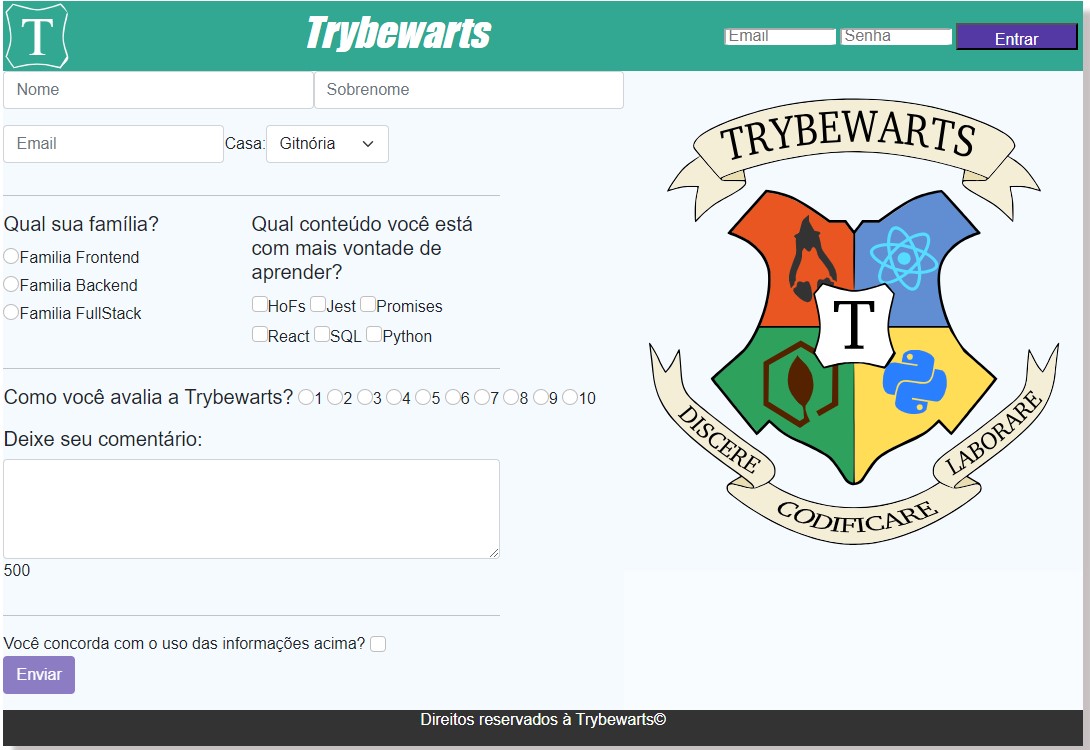 T Trybewarts Email Senha Entrar
Nome Sobrenome
Email Casa: Gitnória
Qual sua família?
Familia Frontend
Familia Backend
Familia FullStack
Qual conteúdo você está
com mais vontade de
aprender?
HoFs Jest Promises
React SQL Python
Como você avalia a Trybewarts? 1 2 3 4 5 6 7 8 9 10
Deixe seu comentário:
500
Você concorda com o uso das informações acima?
Enviar
TRYBEWARTS
T
DISCERE
CODIFICARE
LABORARE
Direitos reservados à Trybewarts©